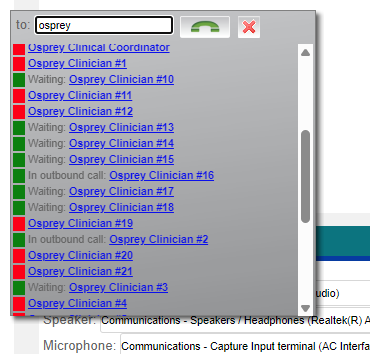 to: osprey
Osprey Clinical Coordinator
Osprey Clinician #1
Waiting: Osprey Clinician #10
Osprey Clinician #11
Osprey Clinician #12
Waiting: Osprey Clinician #13
Waiting: Osprey Clinician #14
Waiting: Osprey Clinician #15
In outbound call: Osprey Clinician #16
Waiting: Osprey Clinician #17
Waiting: Osprey Clinician #18
Osprey Clinician #19
In outbound call: Osprey Clinician #2
Osprey Clinician #20
Osprey Clinician #21
Waiting: Osprey Clinician #3
Osprey Clinician #4
udio)
Speaker: Communications - Speakers / Headphones (Realtek(R) A
Microphone: Communications - Capture Input terminal (AC Interfa